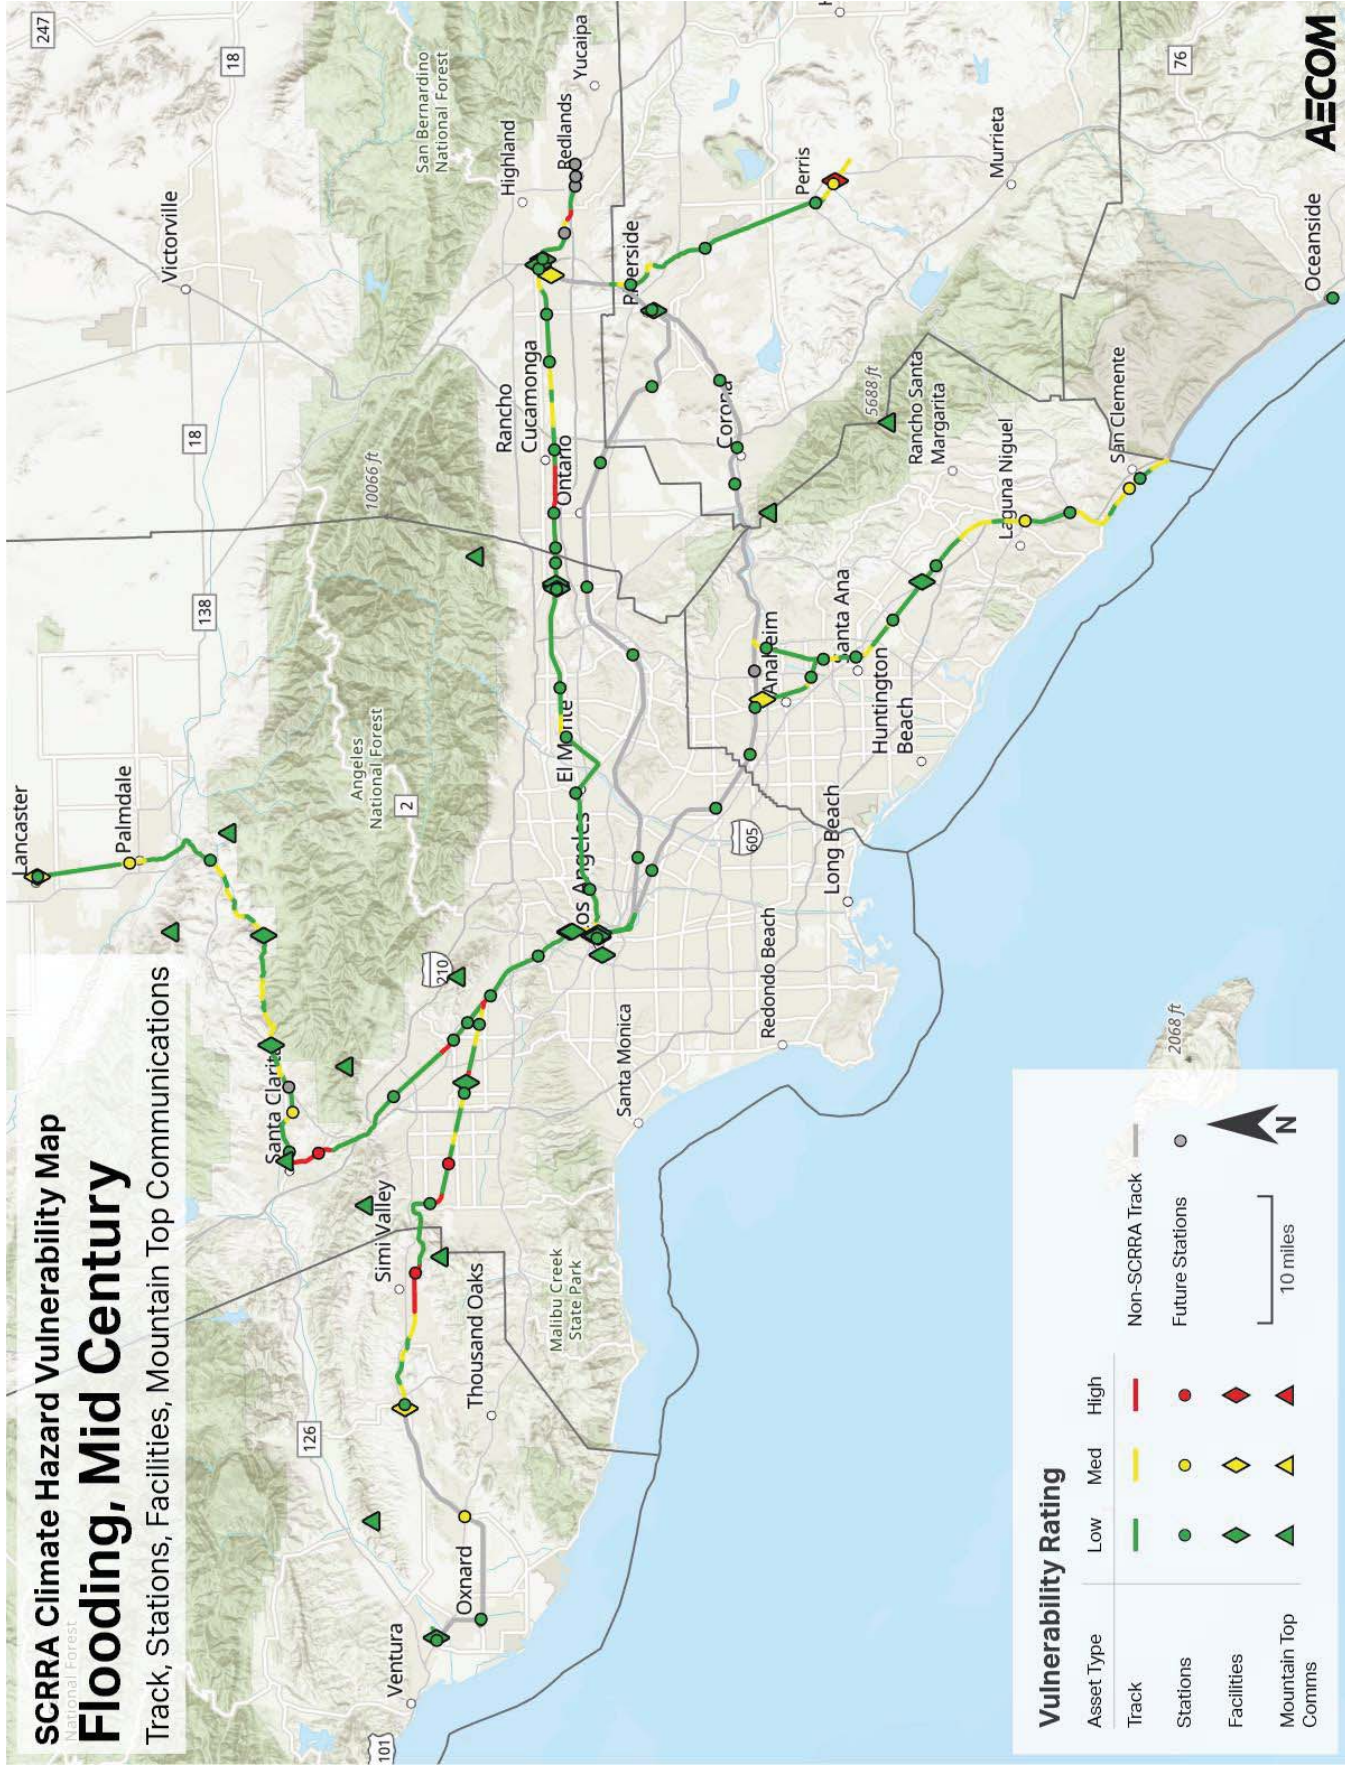 SCRRA Climate Hazard Vulnerability Map
National Forest
Flooding, Mid Century
Track, Stations, Facilities, Mountain Top Communications
Lancaster
Palmdale
138
18
Victorville
18
247
126
Santa Clarita
Angeles
National Forest
2
10066 ft
San Bernardino
National Forest
101
Ventura
Oxnard
Simi Valley
Thousand Oaks
Malibu Creek
State Park
210
Los Angeles
El Monte
Ontario
Rancho
Cucamonga
Highland
Redlands
Yucaipa
Santa Monica
Redondo Beach
Long Beach
605
Anaheim
Santa Ana
Huntington
Beach
Corona
Riverside
Perris
Murrieta
5688 ft
Rancho Santa
Margarita
Laguna Niguel
San Clemente
Oceanside
76
2068 ft
Vulnerability Rating
Asset Type Low Med High
Track Non-SCRRA Track
Stations Future Stations
Facilities
Mountain Top
Comms
10 miles
N
AECOM